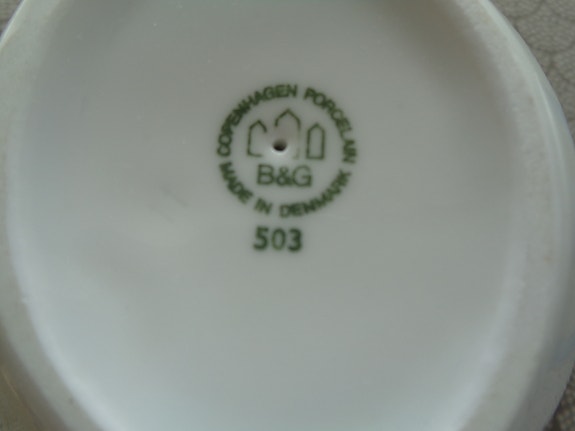 COPENHAGEN PORCELAIN
B&G
MADE IN DENMARK
503